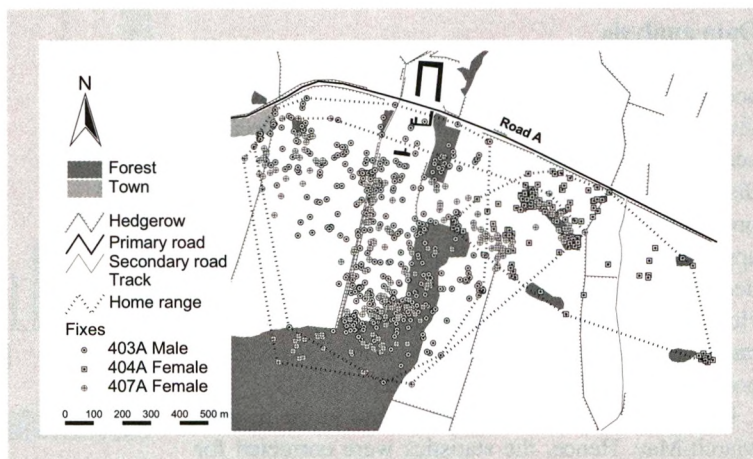 N
Forest
Town
Hedgerow
Primary road
Secondary road
Track
Home range
Fixes
403A Male
404A Female
407A Female
0 100 200 300 400 500 m
Road A